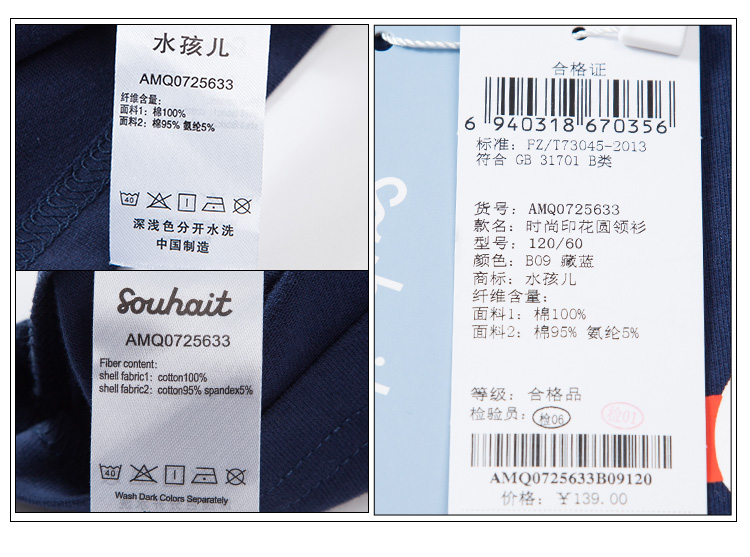 水孩儿
AMQ0725633
纤维含量:
面料1: 棉100%
面料2: 棉95% 氨纶5%
40
深浅色分开水洗
中国制造
Souhait
AMQ0725633
Fiber content:
shell fabric1: cotton100%
shell fabric2: cotton95% spandex5%
40
Wash Dark Colors Separately
合格证
6 940318 670356
标准: FZ/T73045-2013
符合 GB 31701 B类
货号: AMQ0725633
款名: 时尚印花圆领衫
型号: 120/60
颜色: B09 藏蓝
商标: 水孩儿
纤维含量:
面料1: 棉100%
面料2: 棉95% 氨纶5%
等级: 合格品
检验员: 检06 检01
AMQ0725633B09120
价格: ¥139.00